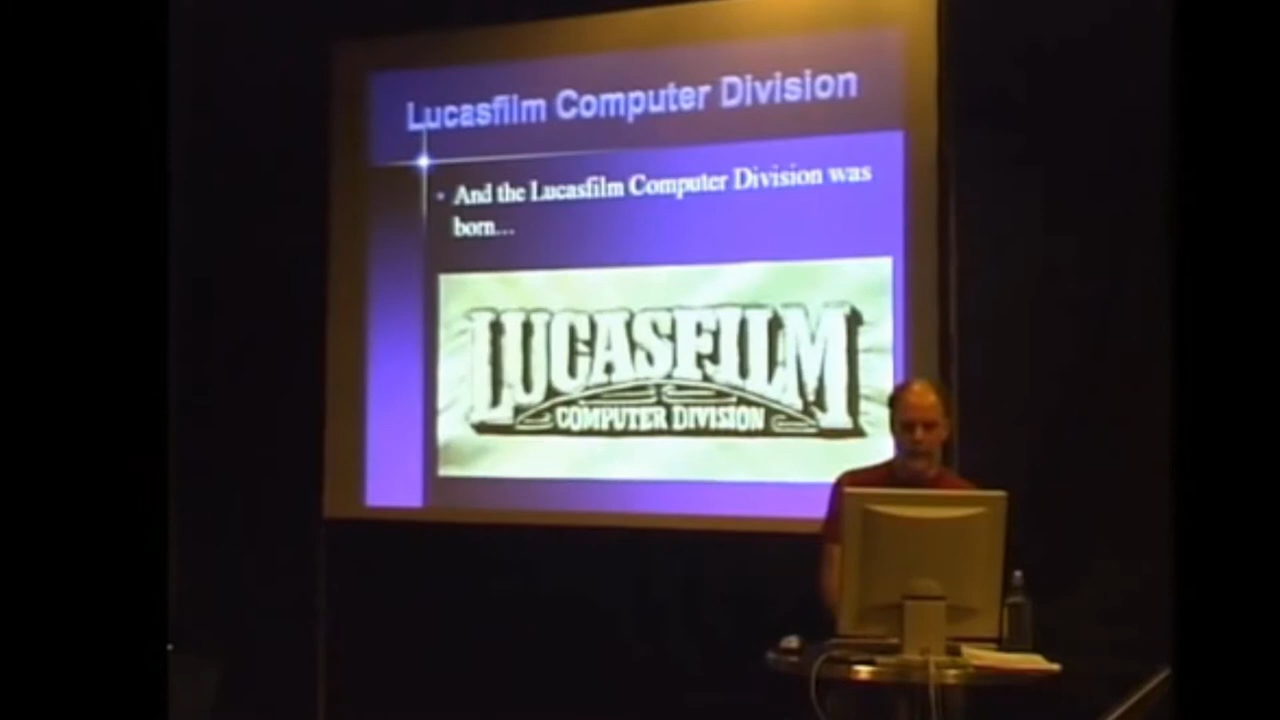 Lucasfilm Computer Division
And the Lucasfilm Computer Division was
born...
LUCASFILM
COMPUTER DIVISION